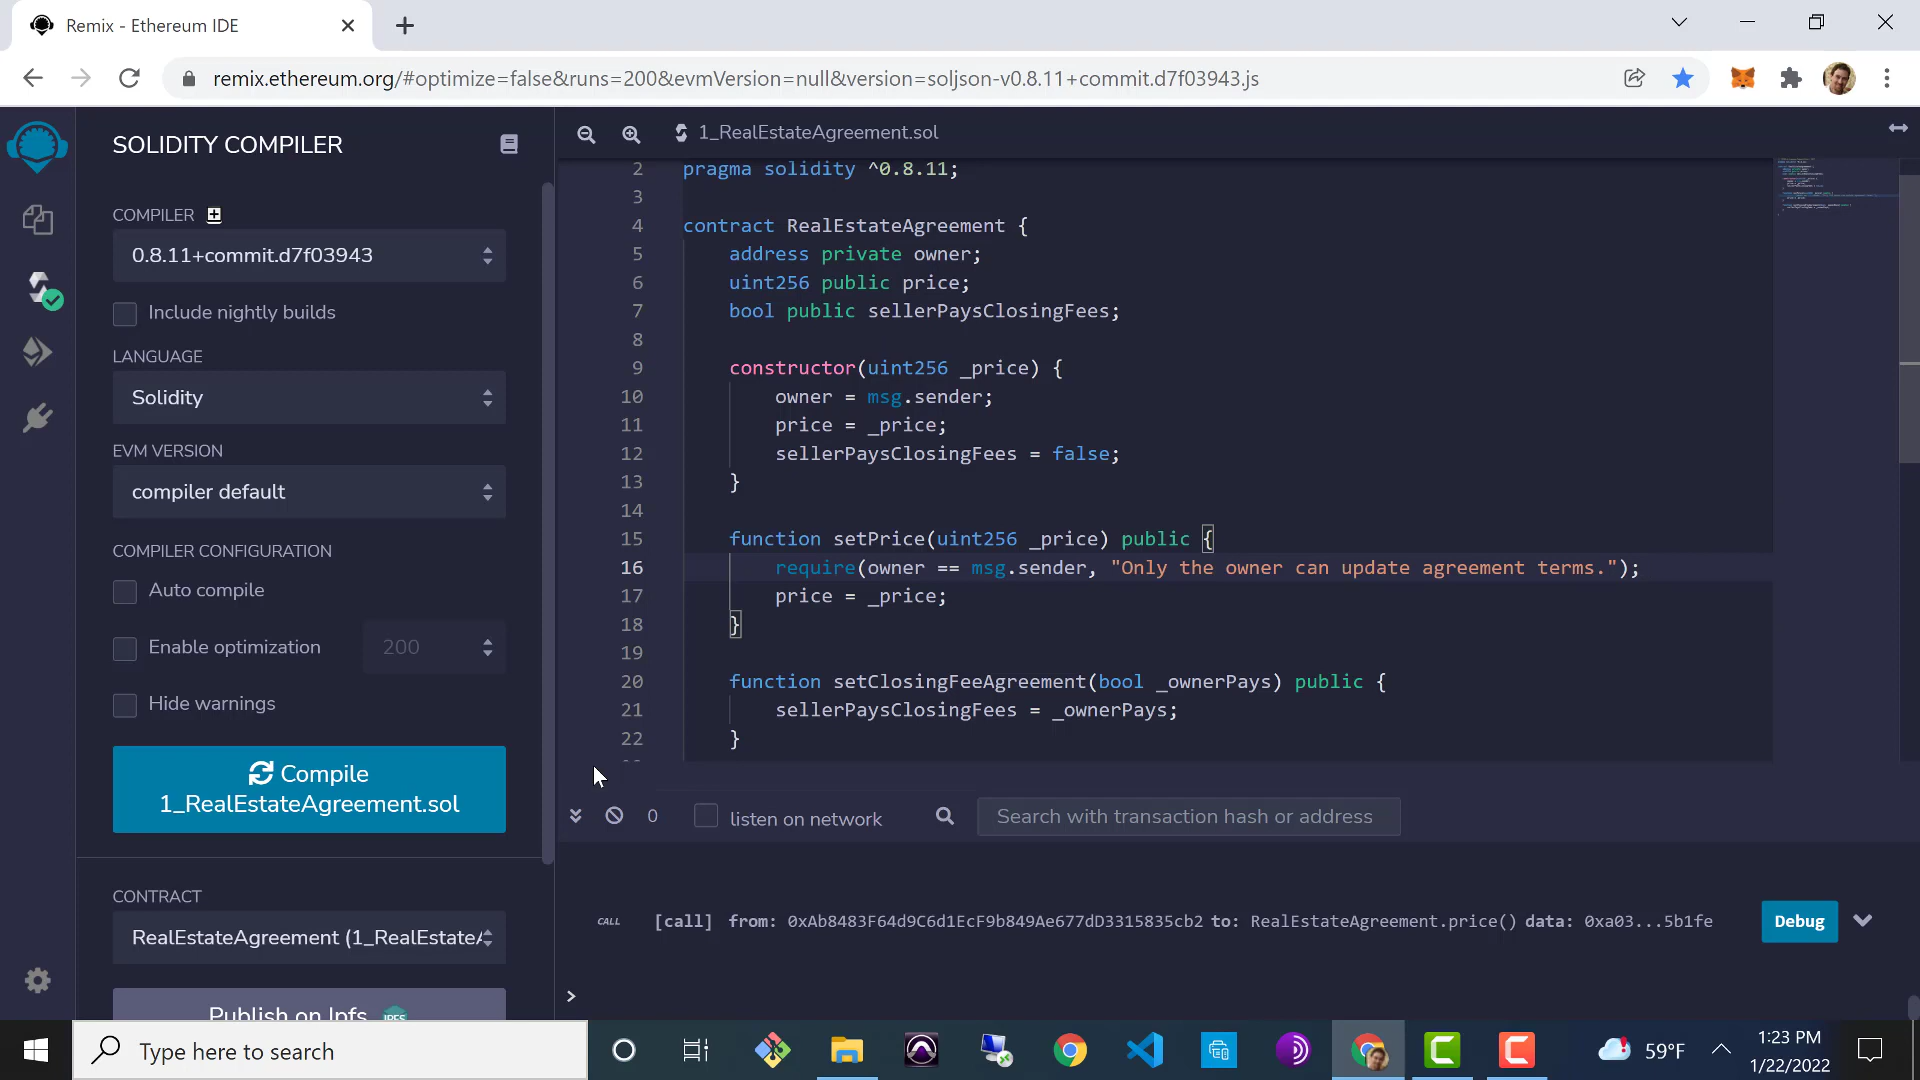 Remix - Ethereum IDE
remix.ethereum.org/#optimize=false&runs=200&evmVersion=null&version=soljson-v0.8.11+commit.d7f03943.js
SOLIDITY COMPILER
COMPILER
0.8.11+commit.d7f03943
Include nightly builds
LANGUAGE
Solidity
EVM VERSION
compiler default
COMPILER CONFIGURATION
Auto compile
Enable optimization
200
Hide warnings
Compile
1_RealEstateAgreement.sol
CONTRACT
RealEstateAgreement (1_RealEstateA
Publish on Ipfs
IPFS
1_RealEstateAgreement.sol
2 pragma solidity ^0.8.11;
3
4 contract RealEstateAgreement {
5 address private owner;
6 uint256 public price;
7 bool public sellerPaysClosingFees;
8
9 constructor(uint256 _price) {
10 owner = msg.sender;
11 price = _price;
12 sellerPaysClosingFees = false;
13 }
14
15 function setPrice(uint256 _price) public {
16 require(owner == msg.sender, "Only the owner can update agreement terms.");
17 price = _price;
18 }
19
20 function setClosingFeeAgreement(bool _ownerPays) public {
21 sellerPaysClosingFees = _ownerPays;
22 }
0 listen on network Search with transaction hash or address
CALL [call] from: 0xAb8483F64d9C6d1EcF9b849Ae677dD3315835cb2 to: RealEstateAgreement.price() data: 0xa03...5b1fe Debug
>
Type here to search
59°F
1:23 PM
1/22/2022